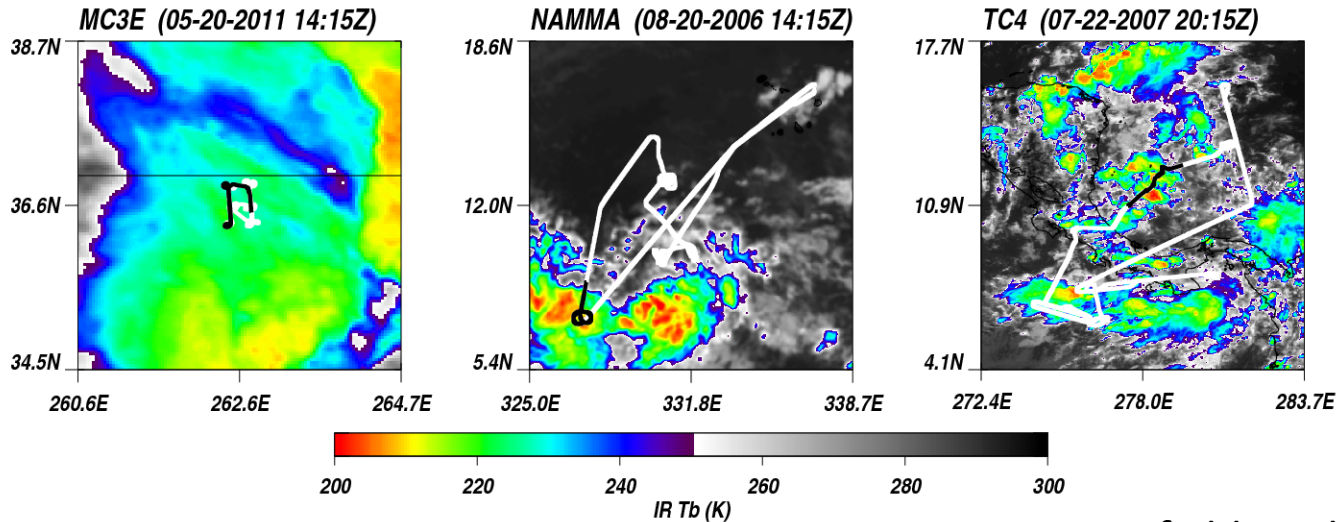 MC3E (05-20-2011 14:15Z) NAMMA (08-20-2006 14:15Z) TC4 (07-22-2007 20:15Z)
38.7N 18.6N 17.7N
36.6N 12.0N 10.9N
34.5N 5.4N 4.1N
260.6E 262.6E 264.7E 325.0E 331.8E 338.7E 272.4E 278.0E 283.7E
200 220 240 260 280 300
IR Tb (K)